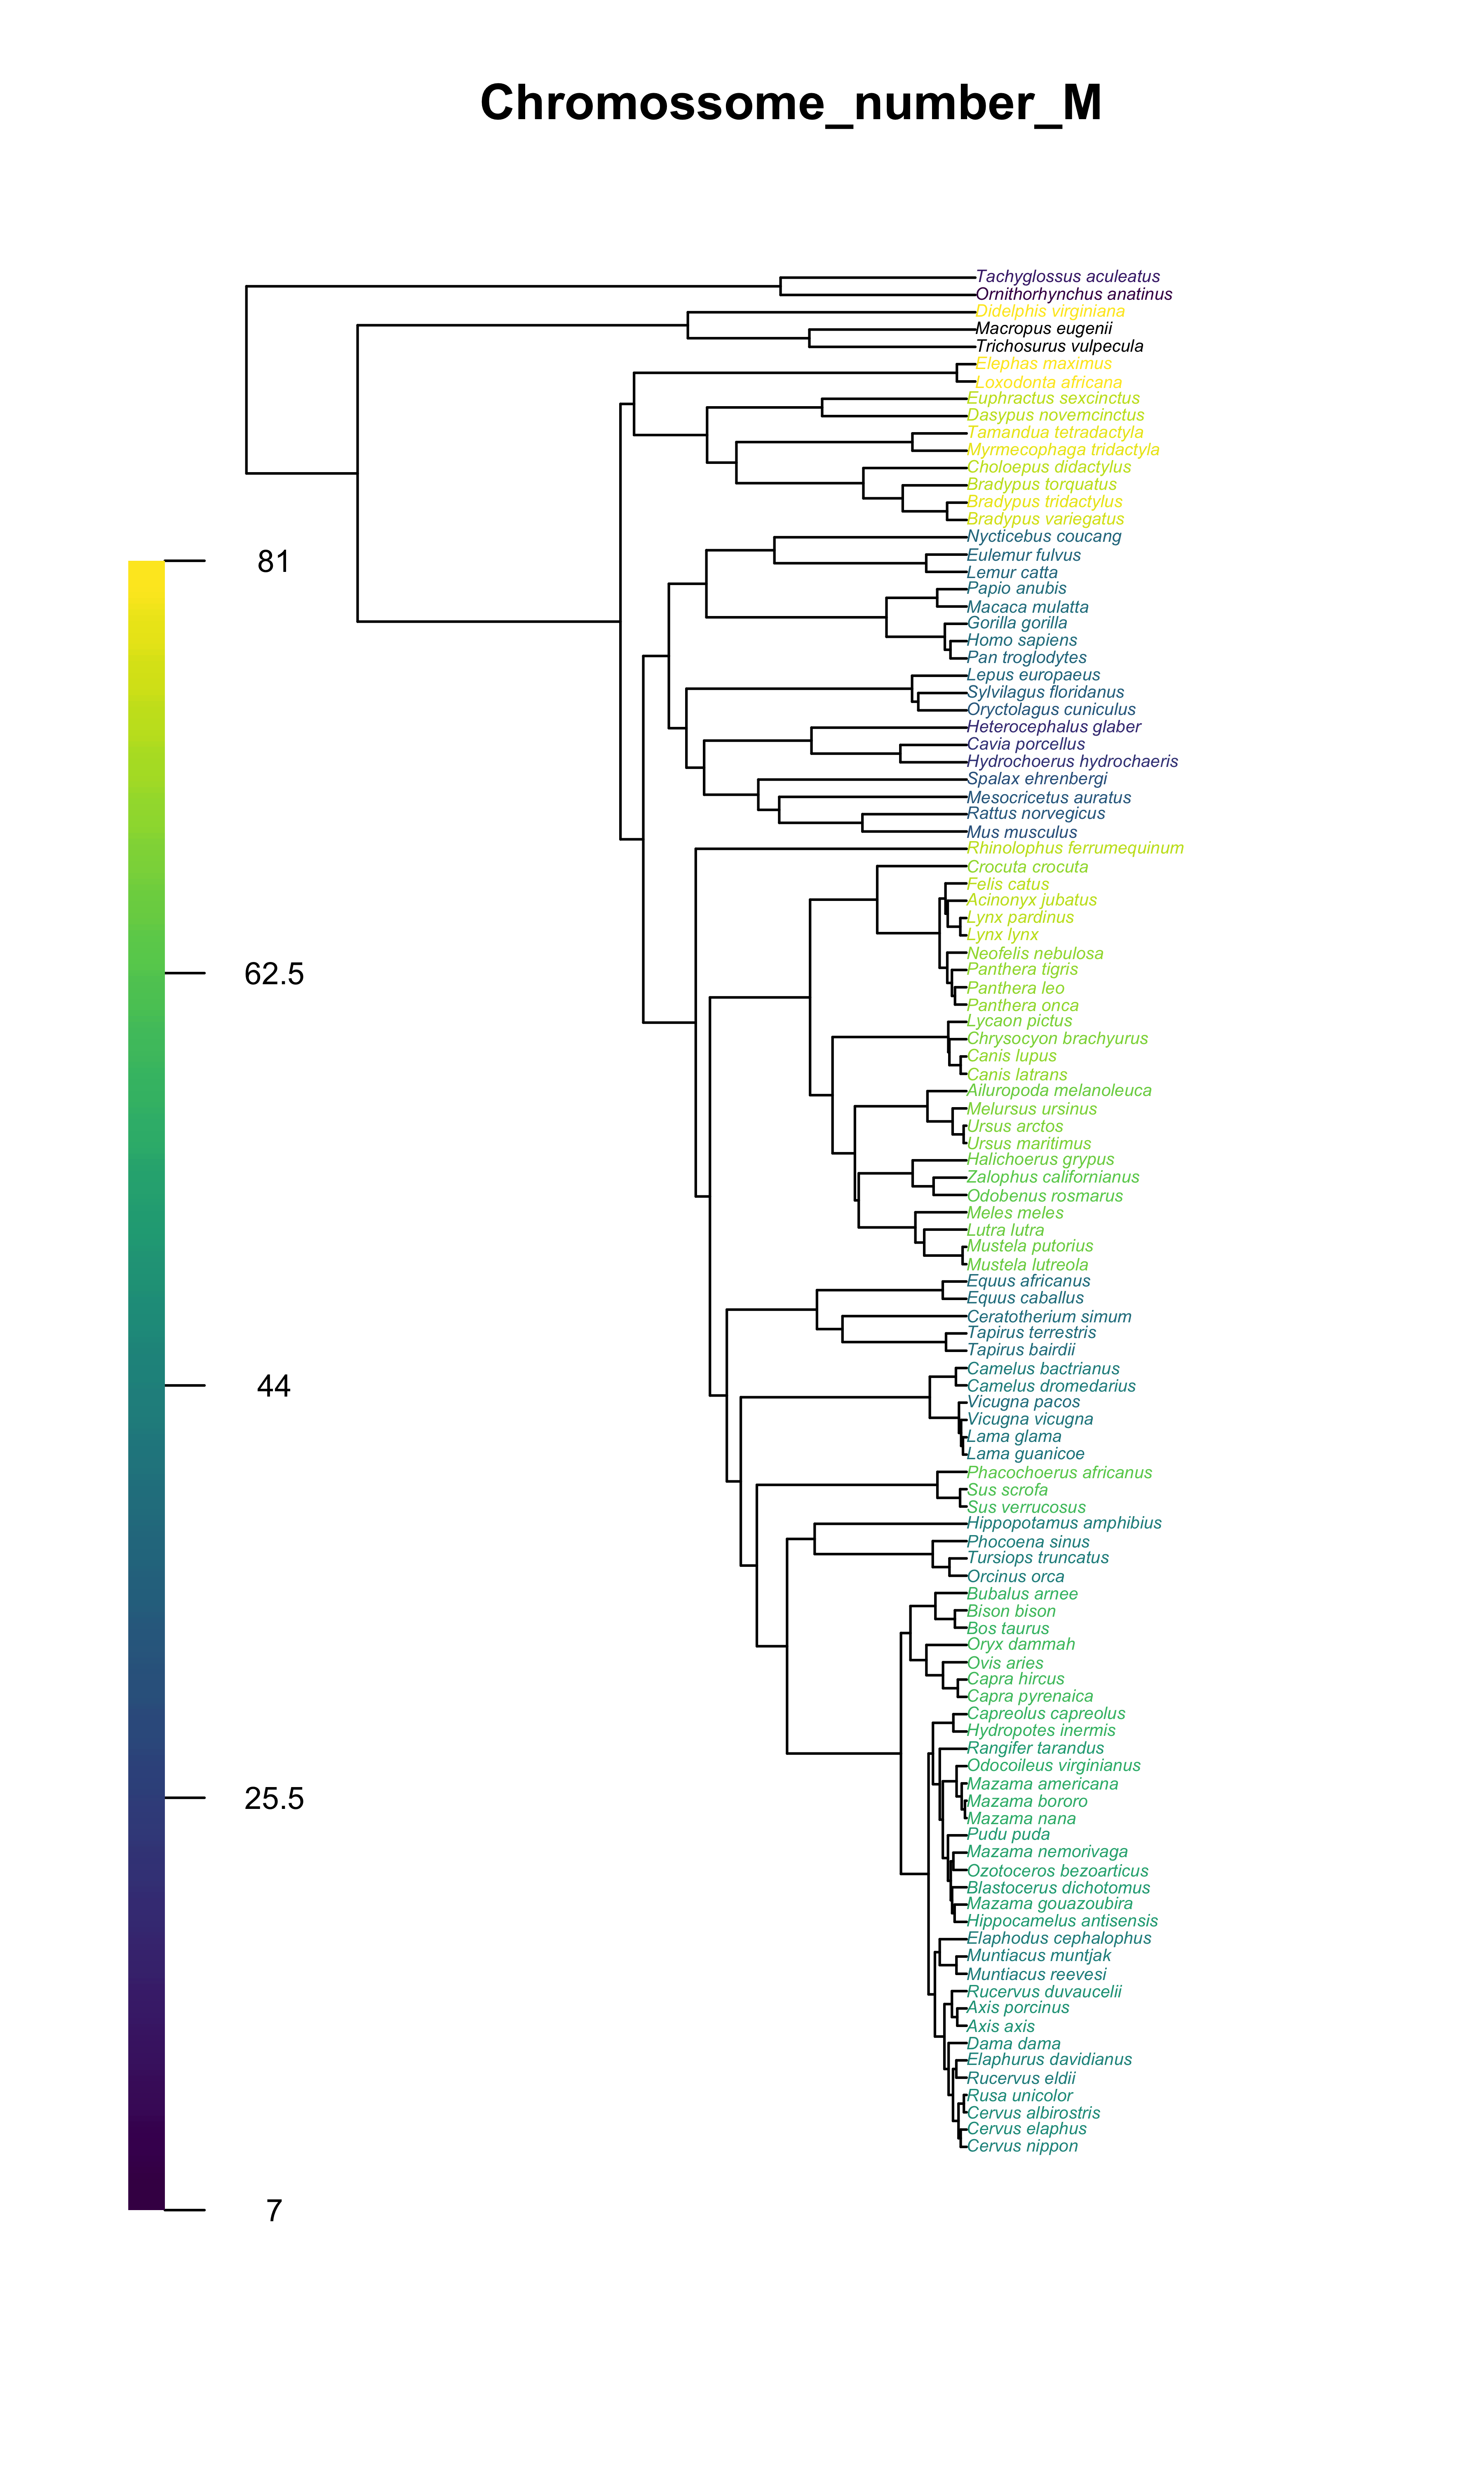 Chromossome_number_M
Tachyglossus aculeatus
Ornithorhynchus anatinus
Didelphis virginiana
Macropus eugenii
Trichosurus vulpecula
Elephas maximus
Loxodonta africana
Euphractus sexcinctus
Dasypus novemcinctus
Tamandua tetradactyla
Myrmecophaga tridactyla
Choloepus didactylus
Bradypus torquatus
Bradypus tridactylus
Bradypus variegatus
Nycticebus coucang
Eulemur fulvus
Lemur catta
Papio anubis
Macaca mulatta
Gorilla gorilla
Homo sapiens
Pan troglodytes
Lepus europaeus
Sylvilagus floridanus
Oryctolagus cuniculus
Heterocephalus glaber
Cavia porcellus
Hydrochoerus hydrochaeris
Spalax ehrenbergi
Mesocricetus auratus
Rattus norvegicus
Mus musculus
Rhinolophus ferrumequinum
Crocuta crocuta
Felis catus
Acinonyx jubatus
Lynx pardinus
Lynx lynx
Neofelis nebulosa
Panthera tigris
Panthera leo
Panthera onca
Lycaon pictus
Chrysocyon brachyurus
Canis lupus
Canis latrans
Ailuropoda melanoleuca
Melursus ursinus
Ursus arctos
Ursus maritimus
Halichoerus grypus
Zalophus californianus
Odobenus rosmarus
Meles meles
Lutra lutra
Mustela putorius
Mustela lutreola
Equus africanus
Equus caballus
Ceratotherium simum
Tapirus terrestris
Tapirus bairdii
Camelus bactrianus
Camelus dromedarius
Vicugna pacos
Vicugna vicugna
Lama glama
Lama guanicoe
Phacochoerus africanus
Sus scrofa
Sus verrucosus
Hippopotamus amphibius
Phocoena sinus
Tursiops truncatus
Orcinus orca
Bubalus arnee
Bison bison
Bos taurus
Oryx dammah
Ovis aries
Capra hircus
Capra pyrenaica
Capreolus capreolus
Hydropotes inermis
Rangifer tarandus
Odocoileus virginianus
Mazama americana
Mazama bororo
Mazama nana
Pudu puda
Mazama nemorivaga
Ozotoceros bezoarticus
Blastocerus dichotomus
Mazama gouazoubira
Hippocamelus antisensis
Elaphodus cephalophus
Muntiacus muntjak
Muntiacus reevesi
Rucervus duvaucelii
Axis porcinus
Axis axis
Dama dama
Elaphurus davidianus
Rucervus eldii
Rusa unicolor
Cervus albirostris
Cervus elaphus
Cervus nippon
81
62.5
44
25.5
7